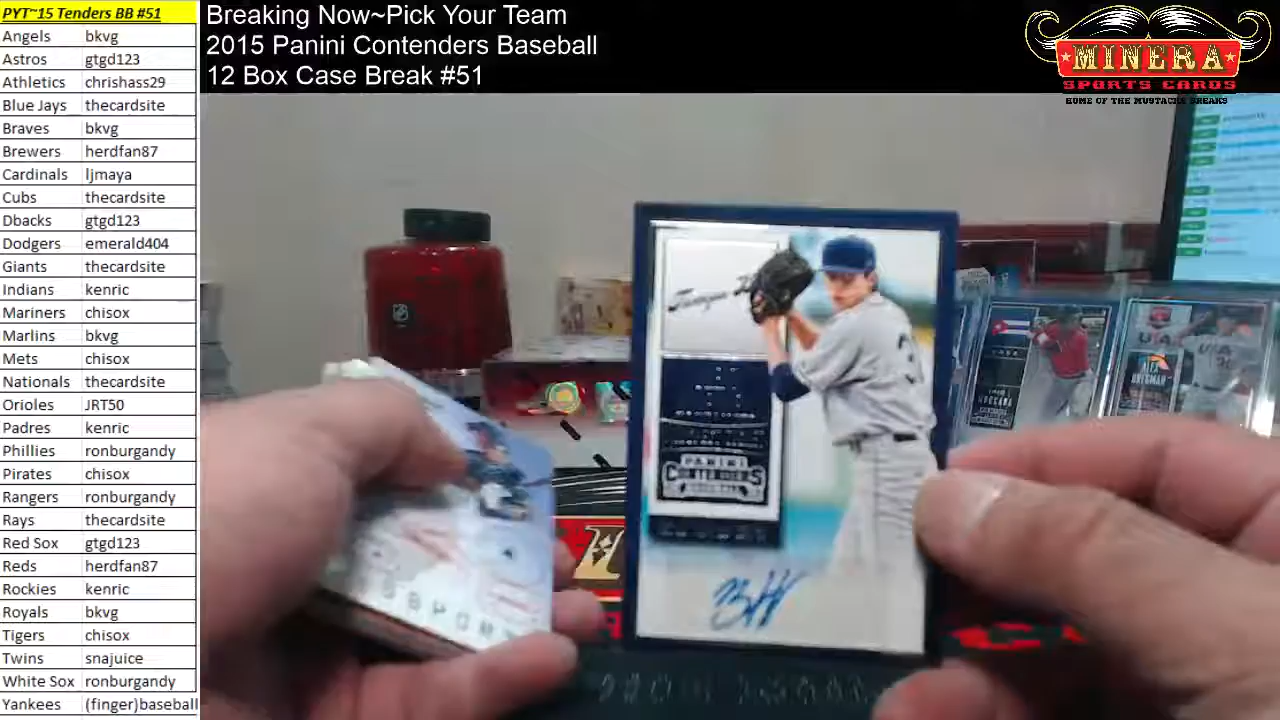 PYT~15 Tenders BB #51
Angels bkvg
Astros gtgd123
Athletics chrishass29
Blue Jays thecardsite
Braves bkvg
Brewers herdfan87
Cardinals ljmaya
Cubs thecardsite
Dbacks gtgd123
Dodgers emerald404
Giants thecardsite
Indians kenric
Mariners chisox
Marlins bkvg
Mets chisox
Nationals thecardsite
Orioles JRT50
Padres kenric
Phillies ronburgandy
Pirates chisox
Rangers ronburgandy
Rays thecardsite
Red Sox gtgd123
Reds herdfan87
Rockies kenric
Royals bkvg
Tigers chisox
Twins snajuice
White Sox ronburgandy
Yankees (finger)baseball
Breaking Now~Pick Your Team
2015 Panini Contenders Baseball
12 Box Case Break #51
MINERA
SPORTS CARDS
HOME OF THE MUSTACHE BREAKS
PANINI
USA
ALEX
BREGMAN